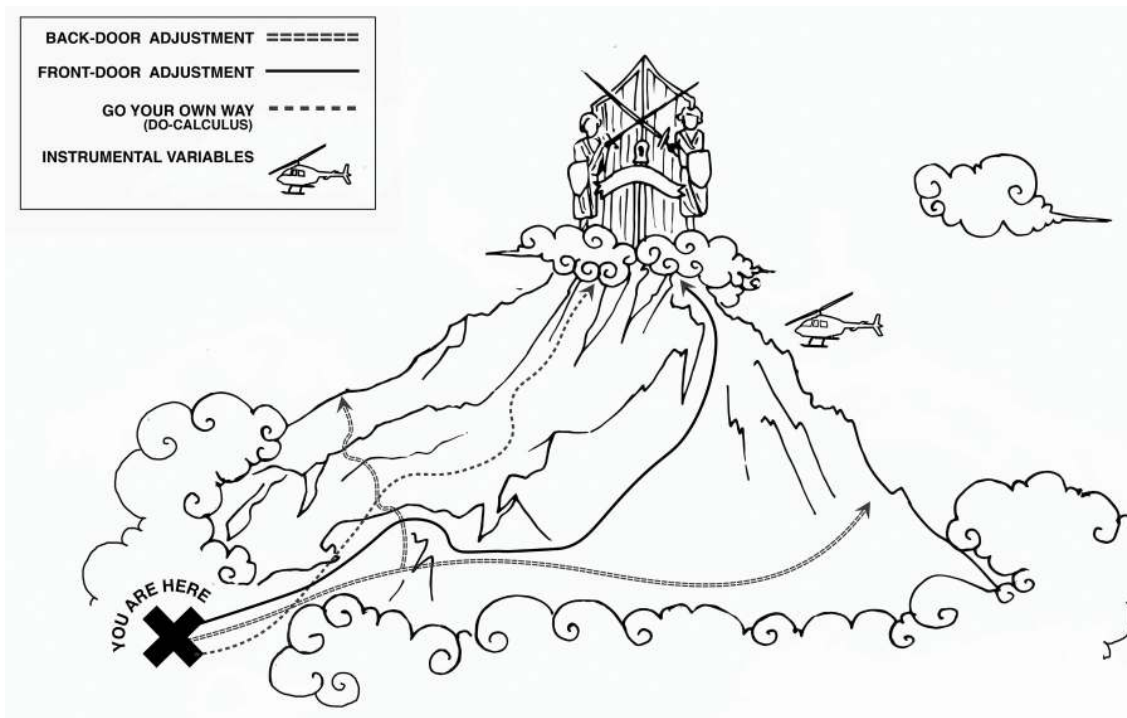 BACK-DOOR ADJUSTMENT
FRONT-DOOR ADJUSTMENT
GO YOUR OWN WAY
(DO-CALCULUS)
INSTRUMENTAL VARIABLES
YOU ARE HERE